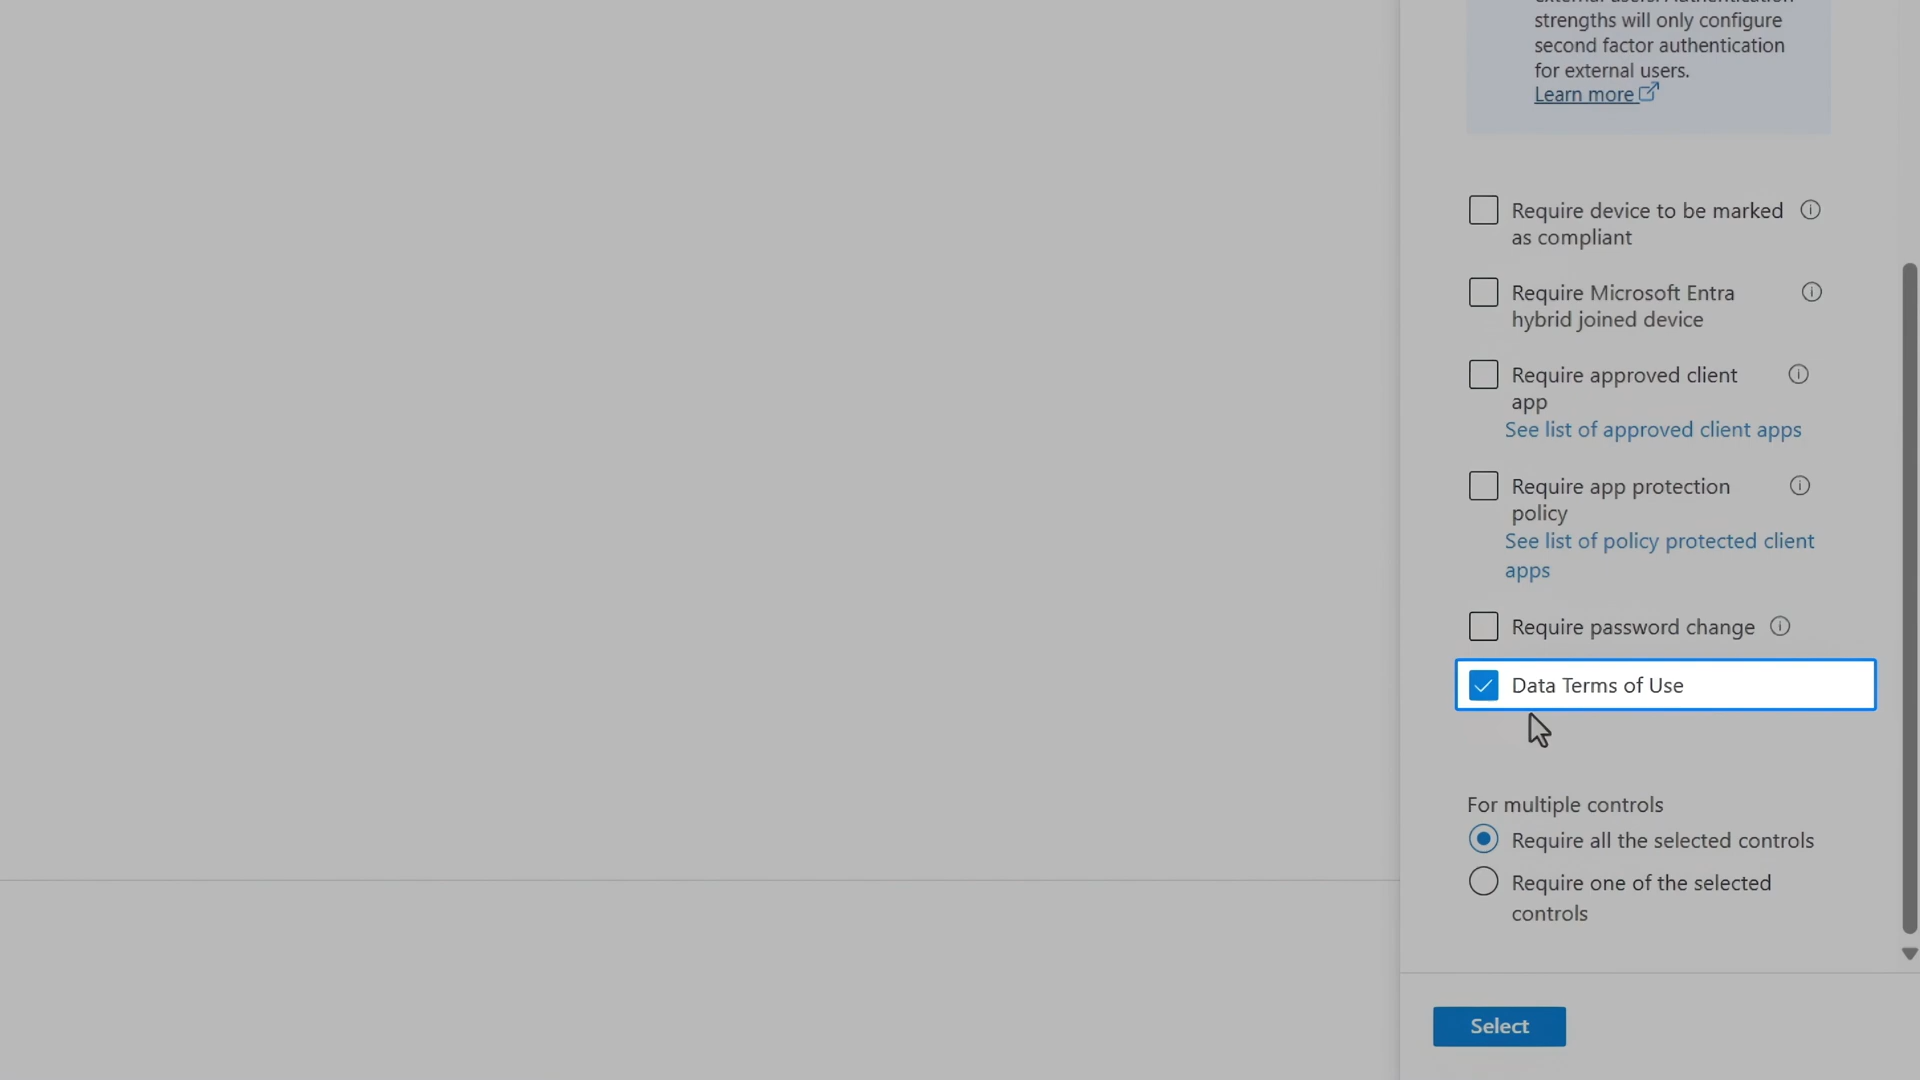 strengths will only configure
second factor authentication
for external users.
Learn more
Require device to be marked
as compliant
Require Microsoft Entra
hybrid joined device
Require approved client
app
See list of approved client apps
Require app protection
policy
See list of policy protected client
apps
Require password change
Data Terms of Use
For multiple controls
Require all the selected controls
Require one of the selected
controls
Select